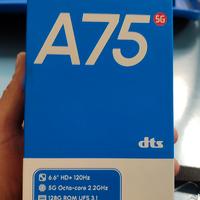 A75
5G
dts
6.6" HD+ 120Hz
5G Octa-core 2.2GHz
128G ROM UFS 3.1